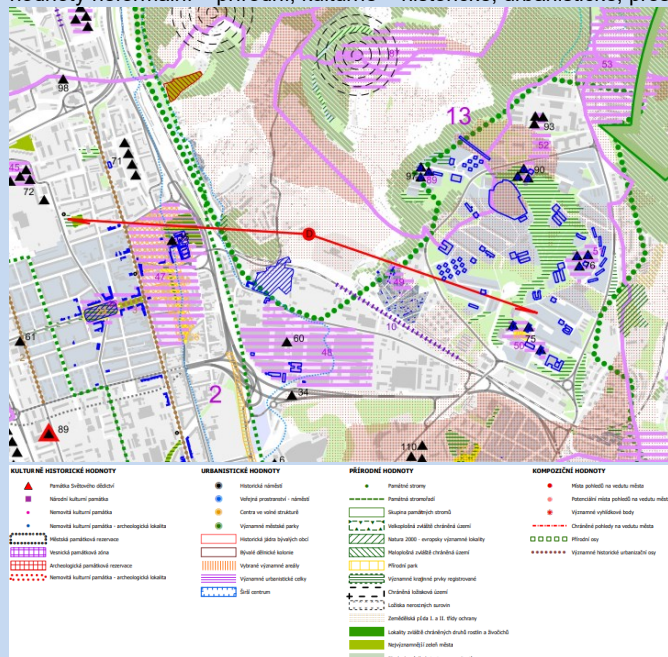 53
13
98
93
71
52
97
89
90
45
72
76
47
49
10
75
50
60
48
61
34
2
89
6
110
KULTURNĚ HISTORICKÉ HODNOTY
Památka Světového dědictví
Národní kulturní památka
Nemovitá kulturní památka
Nemovitá kulturní památka - archeologická lokalita
Městská památková rezervace
Vesnická památková zóna
Archeologická památková rezervace
Nemovitá kulturní památka - archeologická lokalita
URBANISTICKÉ HODNOTY
Historické náměstí
Veřejná prostranství - náměstí
Centra ve volné struktuře
Významné městské parky
Historická jádra bývalých obcí
Bývalé dělnické kolonie
Vybrané významné areály
Významné urbanistické celky
Širší centrum
PŘÍRODNÍ HODNOTY
Památné stromy
Památné stromořadí
Skupina památných stromů
Velkoplošná zvláště chráněná území
Natura 2000 - evropsky významné lokality
Maloplošná zvláště chráněná území
Přírodní park
Významné krajinné prvky registrované
Chráněná ložisková území
Ložiska nerostných surovin
Zemědělská půda I. a II. třídy ochrany
Lokality zvláště chráněných druhů rostlin a živočichů
Nejvýznamnější zeleň města
KOMPOZIČNÍ HODNOTY
Místa pohledů na vedutu města
Potenciální místa pohledů na vedutu měst
Významné vyhlídkové body
Chráněné pohledy na vedutu města
Přírodní osy
Významné historické urbanizační osy